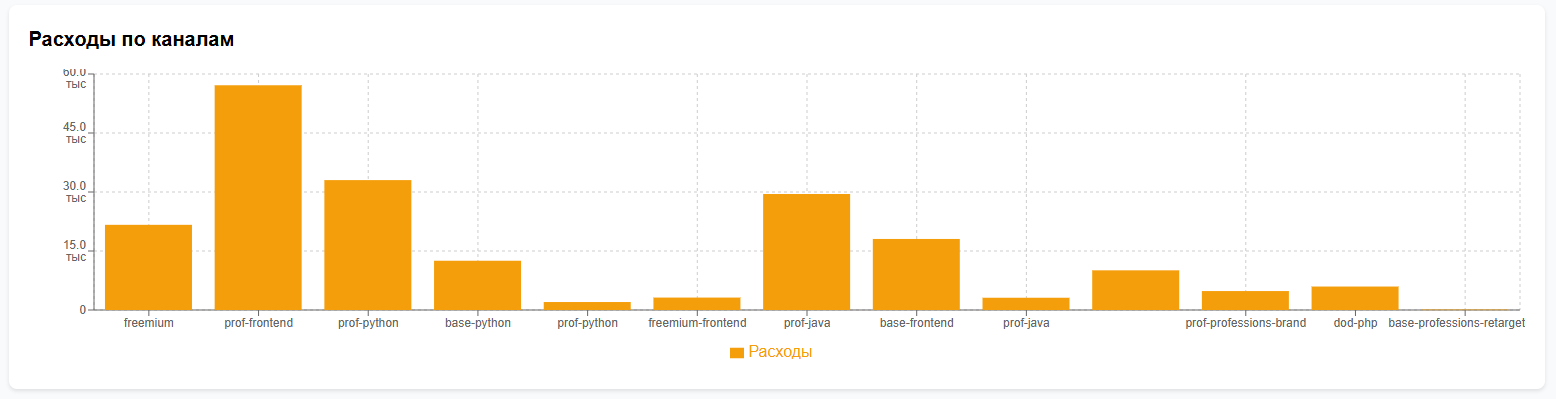 Расходы по каналам
60.0
тыс
45.0
тыс
30.0
тыс
15.0
тыс
0
freemium prof-frontend prof-python base-python prof-python freemium-frontend prof-java base-frontend prof-java prof-professions-brand dod-php base-professions-retarget
Расходы